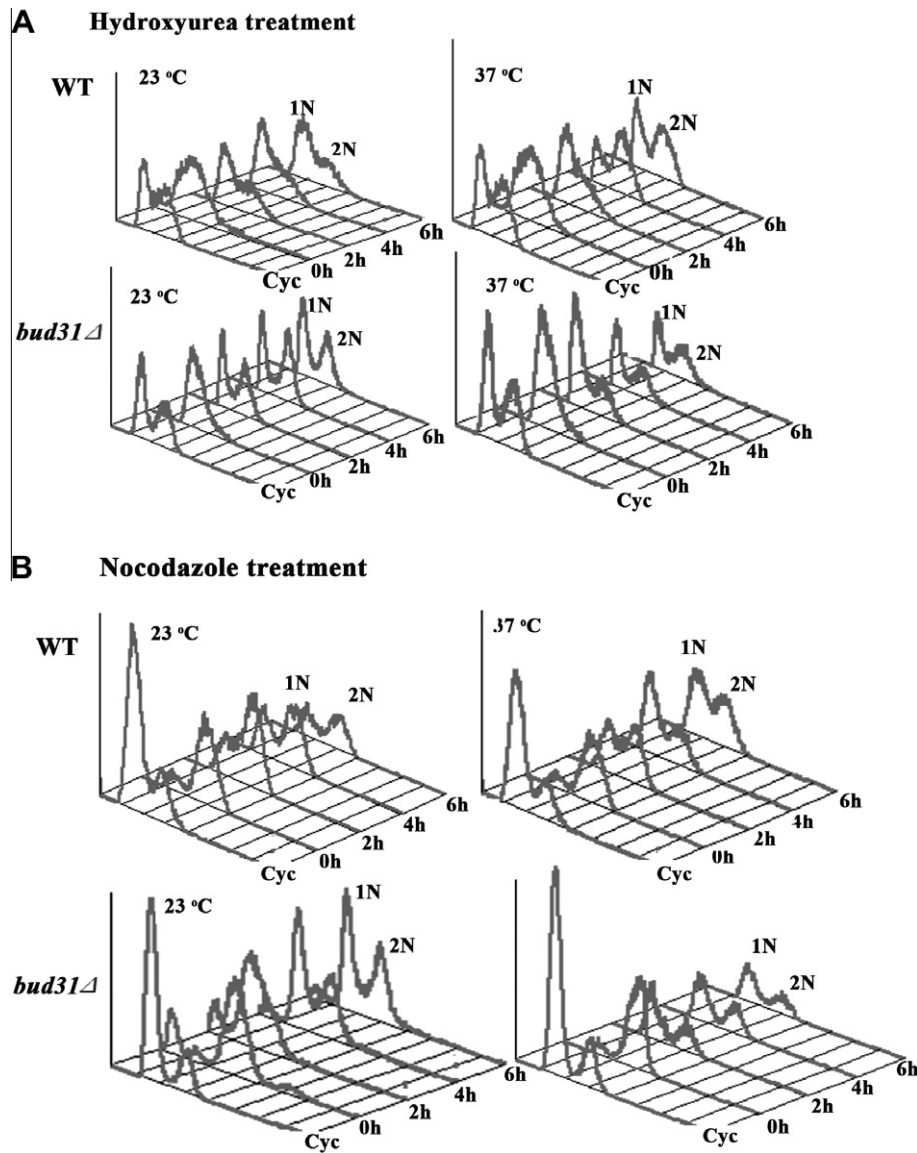 A Hydroxyurea treatment
WT
23 °C
1N
2N
Cyc 0h 2h 4h 6h
37 °C
1N
2N
Cyc 0h 2h 4h 6h
bud31Δ
23 °C
1N
2N
Cyc 0h 2h 4h 6h
37 °C
1N
2N
Cyc 0h 2h 4h 6h
B Nocodazole treatment
WT
23 °C
1N
2N
Cyc 0h 2h 4h 6h
37 °C
1N
2N
Cyc 0h 2h 4h 6h
bud31Δ
23 °C
1N
2N
Cyc 0h 2h 4h 6h
1N
2N
Cyc 0h 2h 4h 6h